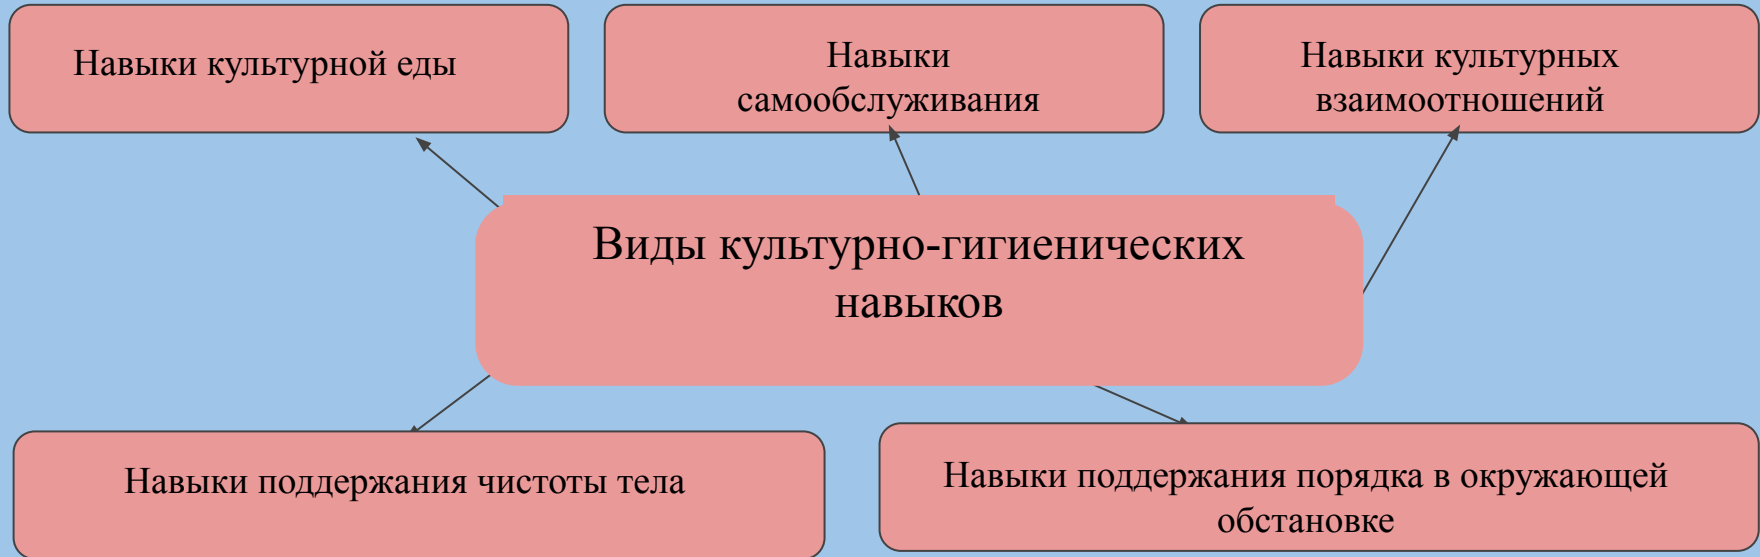 Навыки культурной еды
Навыки
самообслуживания
Навыки культурных
взаимоотношений
Виды культурно-гигиенических
навыков
Навыки поддержания чистоты тела
Навыки поддержания порядка в окружающей
обстановке